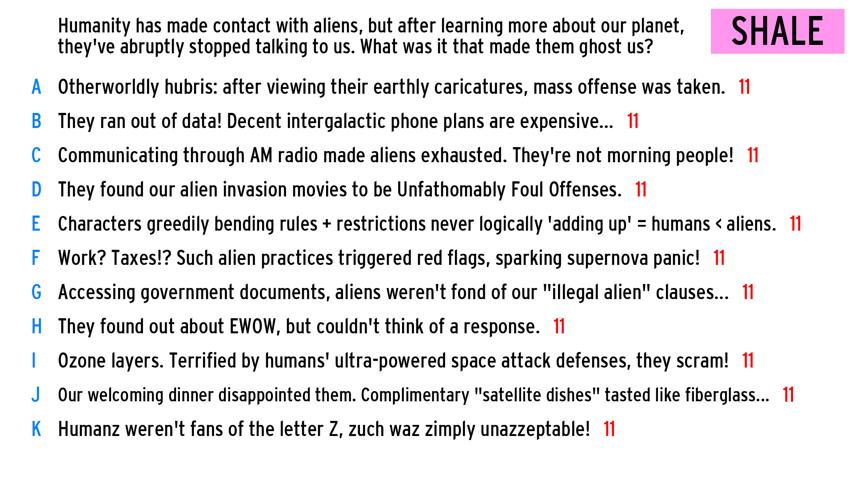 Humanity has made contact with aliens, but after learning more about our planet,
they've abruptly stopped talking to us. What was it that made them ghost us?
SHALE
A Otherworldly hubris: after viewing their earthly caricatures, mass offense was taken. 11
B They ran out of data! Decent intergalactic phone plans are expensive... 11
C Communicating through AM radio made aliens exhausted. They're not morning people! 11
D They found our alien invasion movies to be Unfathomably Foul Offenses. 11
E Characters greedily bending rules + restrictions never logically 'adding up' = humans < aliens. 11
F Work? Taxes!? Such alien practices triggered red flags, sparking supernova panic! 11
G Accessing government documents, aliens weren't fond of our "illegal alien" clauses... 11
H They found out about EWOW, but couldn't think of a response. 11
I Ozone layers. Terrified by humans' ultra-powered space attack defenses, they scram! 11
J Our welcoming dinner disappointed them. Complimentary "satellite dishes" tasted like fiberglass... 11
K Humanz weren't fans of the letter Z, zuch waz zimply unazzeptable! 11